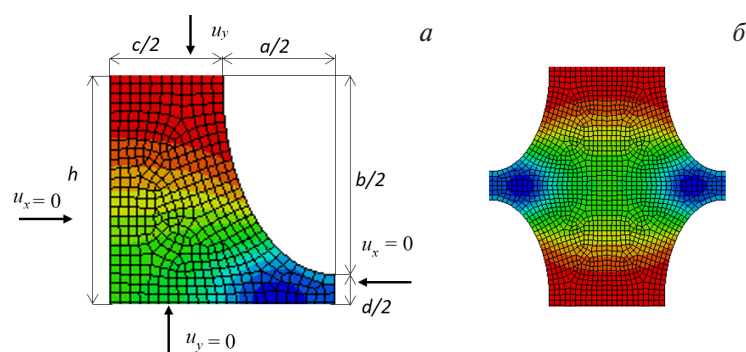 c/2
u_y
a/2
а
б
h
b/2
u_x = 0
u_x = 0
d/2
u_y = 0